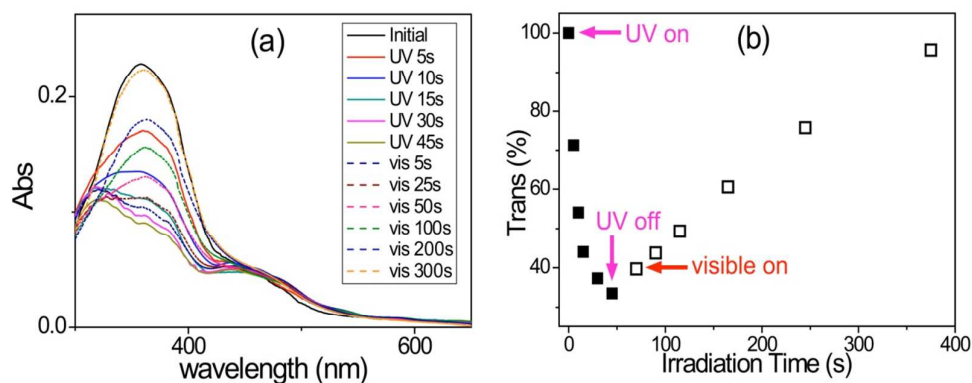 (a)
Initial
UV 5s
UV 10s
UV 15s
UV 30s
UV 45s
vis 5s
vis 25s
vis 50s
vis 100s
vis 200s
vis 300s
0.2
0.0
Abs
400
600
wavelength (nm)
(b)
UV on
UV off
visible on
100
80
60
40
Trans (%)
0
100
200
300
400
Irradiation Time (s)